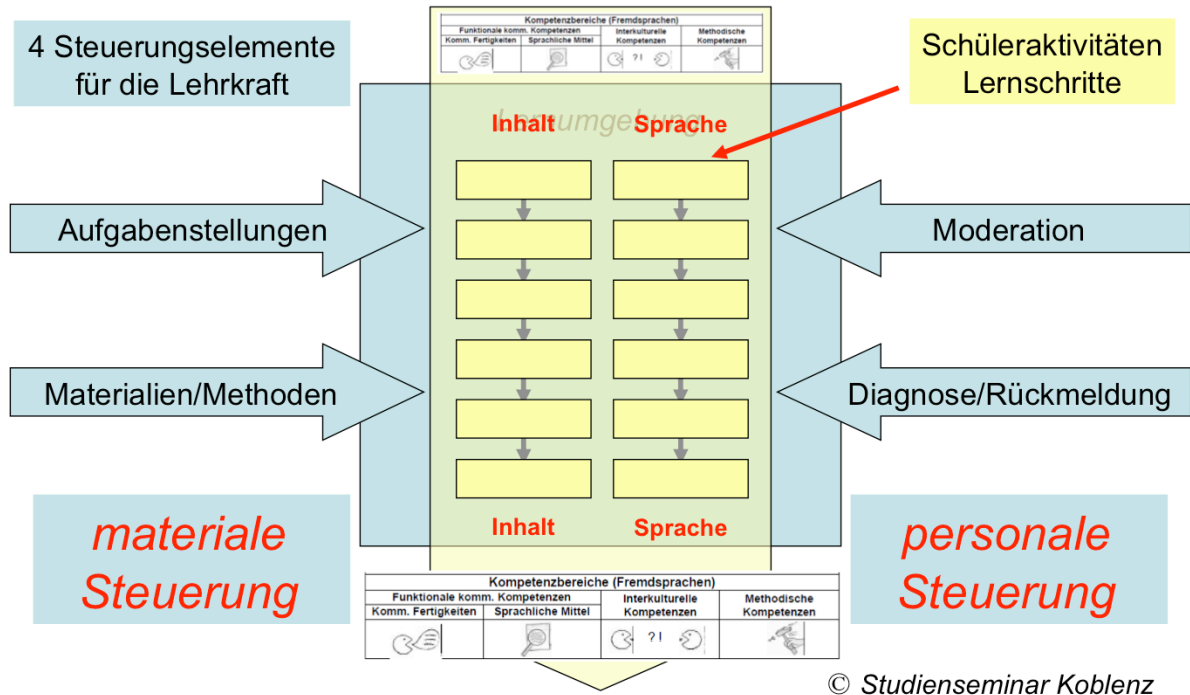 4 Steuerungselemente
für die Lehrkraft
Kompetenzbereiche (Fremdsprachen)
Funktionale komm. Kompetenzen
Interkulturelle
Kompetenzen
Methodische
Kompetenzen
Komm. Fertigkeiten
Sprachliche Mittel
?!
Schüleraktivitäten
Lernschritte
Lernumgebung
Inhalt
Sprache
Aufgabenstellungen
Moderation
Materialien/Methoden
Diagnose/Rückmeldung
Inhalt
Sprache
materiale
Steuerung
personale
Steuerung
Kompetenzbereiche (Fremdsprachen)
Funktionale komm. Kompetenzen
Interkulturelle
Kompetenzen
Methodische
Kompetenzen
Komm. Fertigkeiten
Sprachliche Mittel
?!
© Studienseminar Koblenz